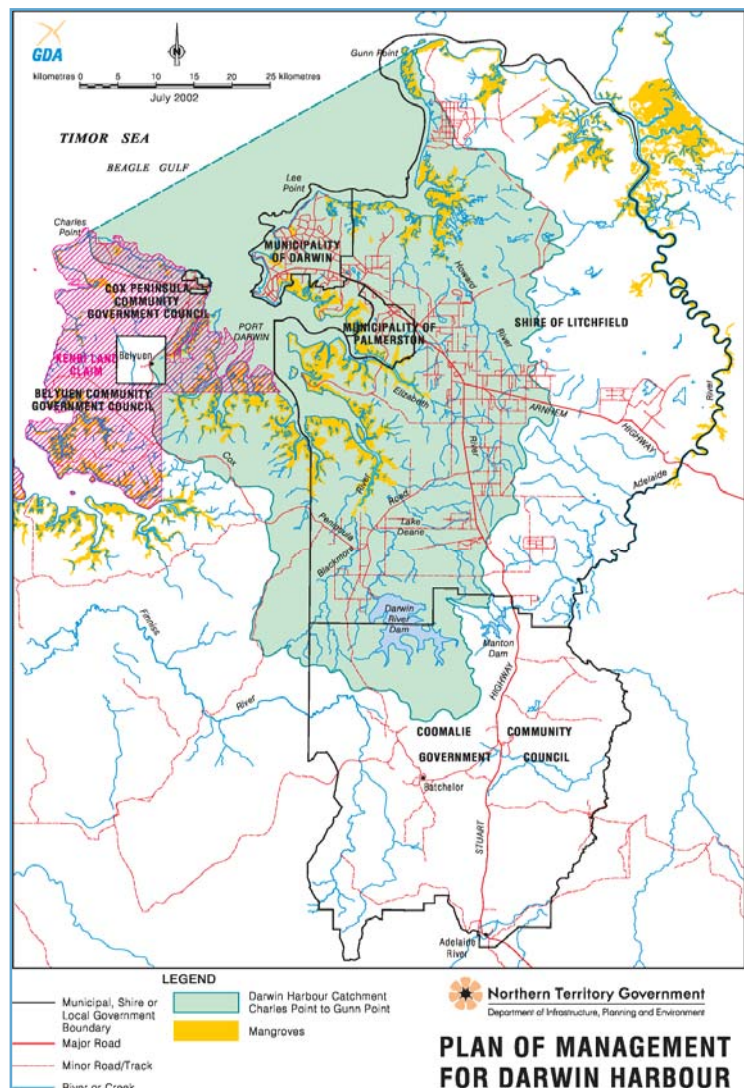 GDA
N
kilometres 0 5 10 15 20 25 kilometres
July 2002
Gunn Point
TIMOR SEA
BEAGLE GULF
Lee Point
Charles Point
MUNICIPALITY
OF DARWIN
COX PENINSULA
COMMUNITY
GOVERNMENT COUNCIL
PORT
DARWIN
MUNICIPALITY OF
PALMERSTON
Howard River
SHIRE OF LITCHFIELD
KENBI LAND
CLAIM
Belyuen
BELYUEN COMMUNITY
GOVERNMENT COUNCIL
Elizabeth River
ARNHEM HIGHWAY
Adelaide River
Cox Peninsula Road
Blackmore River
Lake
Deane
Darwin
River
Dam
Manton
Dam
Finniss River
STUART HIGHWAY
COOMALIE COMMUNITY
GOVERNMENT COUNCIL
Batchelor
Adelaide
River
LEGEND
Municipal, Shire or
Local Government
Boundary
Major Road
Minor Road/Track
River or Creek
Darwin Harbour Catchment
Charles Point to Gunn Point
Mangroves
Northern Territory Government
Department of Infrastructure, Planning and Environment
PLAN OF MANAGEMENT
FOR DARWIN HARBOUR